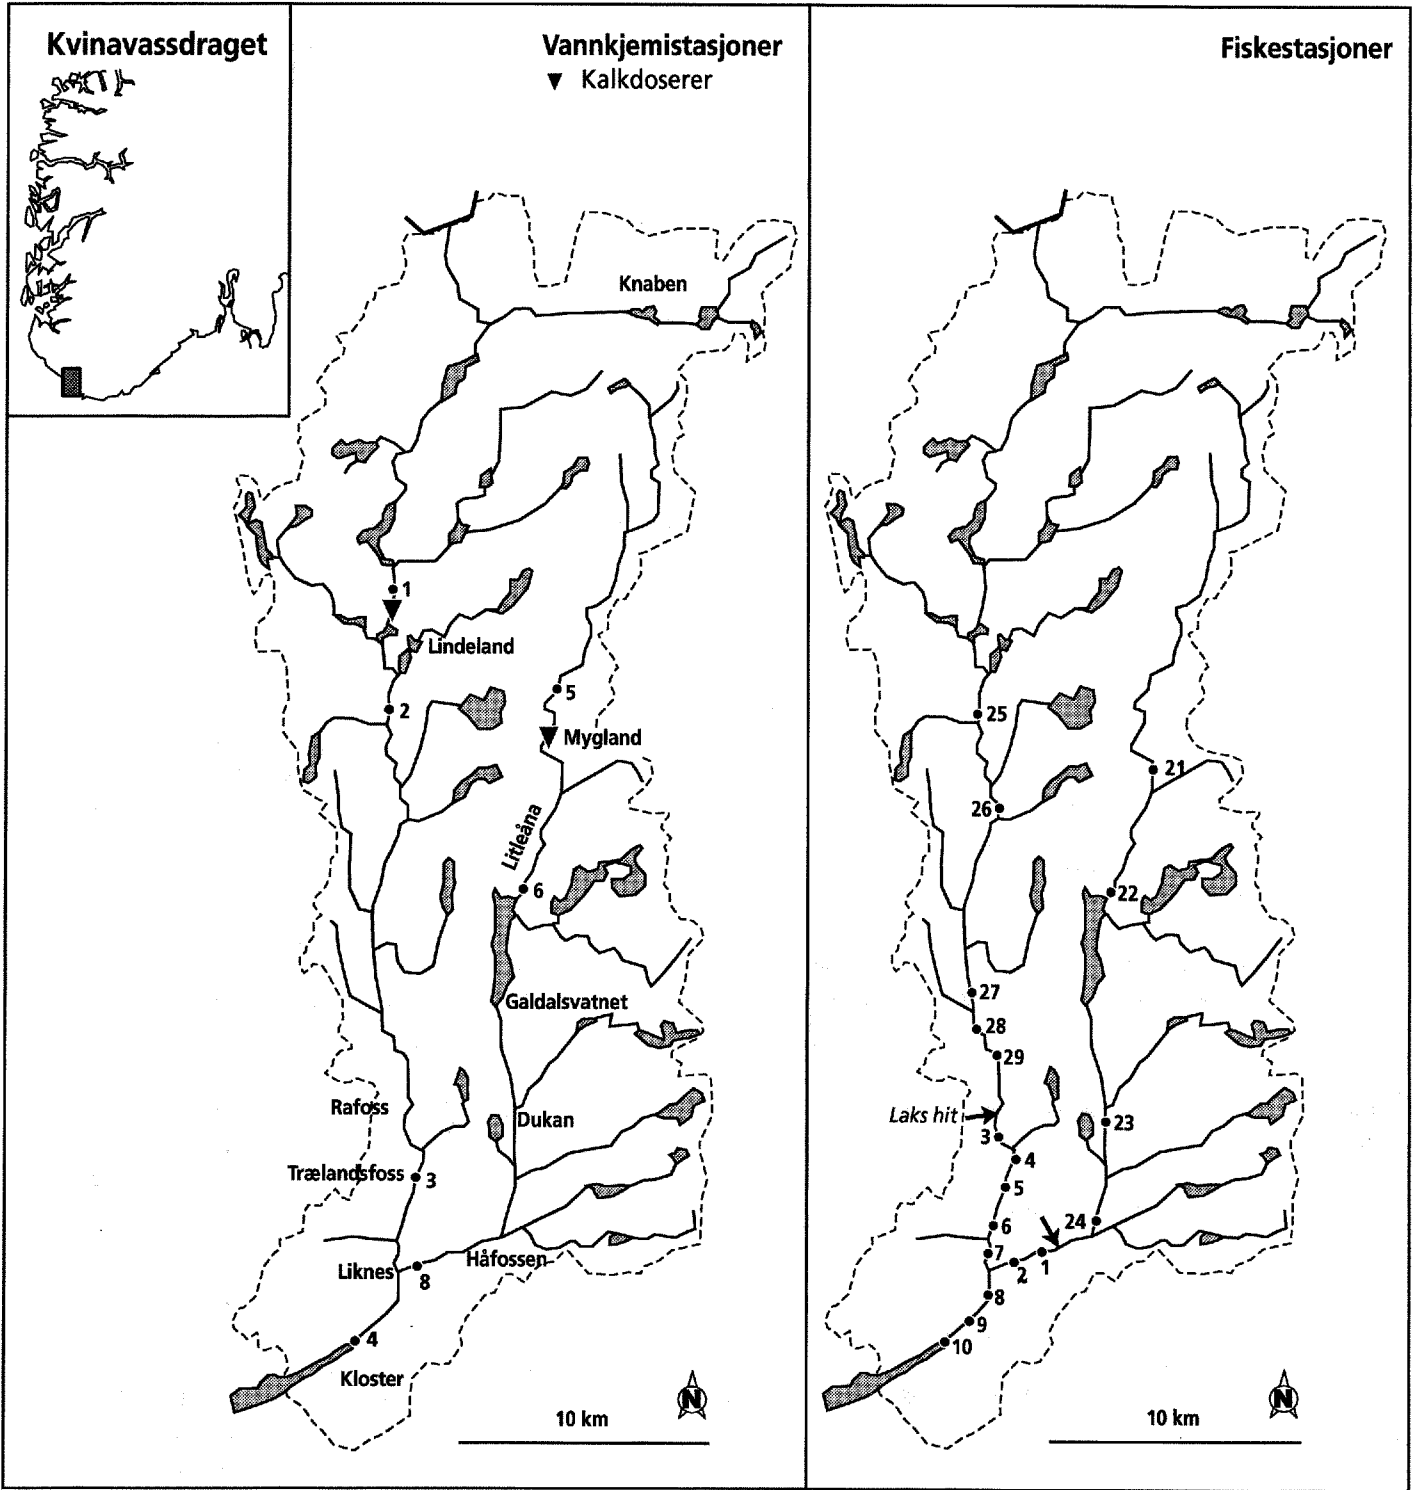 Kvinavassdraget
Vannkjemistasjoner
Kalkdoserer
Knaben
1
Lindeland
5
2
Mygland
Litleåna
6
Galdalsvatnet
Rafoss
Dukan
Trælandsfoss
3
Liknes
Håfossen
8
4
Kloster
N
10 km
Fiskestasjoner
25
21
26
22
27
28
29
Laks hit
23
3
4
5
6
24
7
1
2
8
9
10
N
10 km